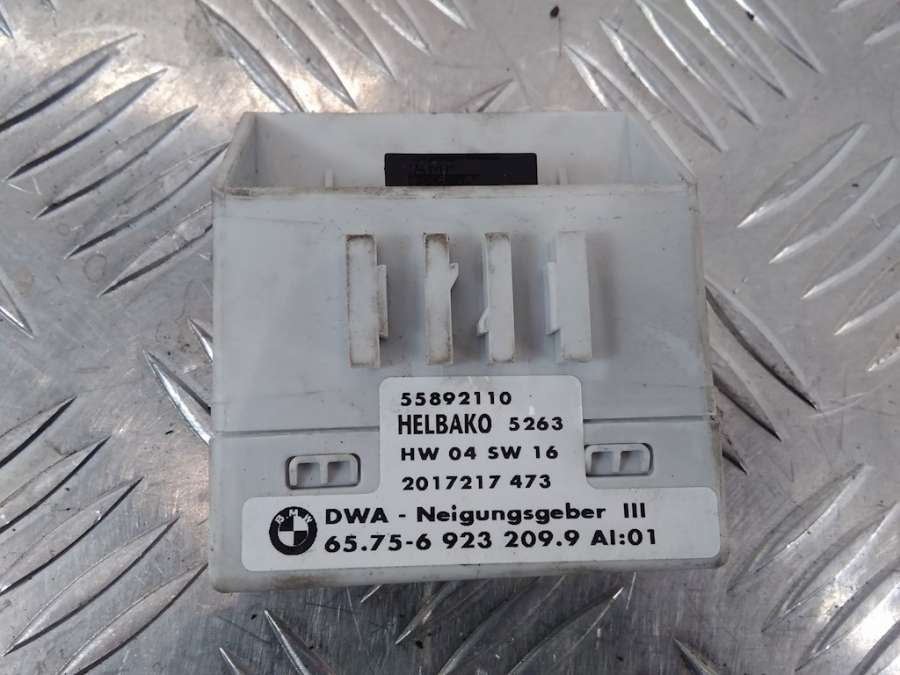 55892110
HELBAKO 5263
HW 04 SW 16
2017217 473
BMW
DWA - Neigungsgeber III
65.75-6 923 209.9 AI:01